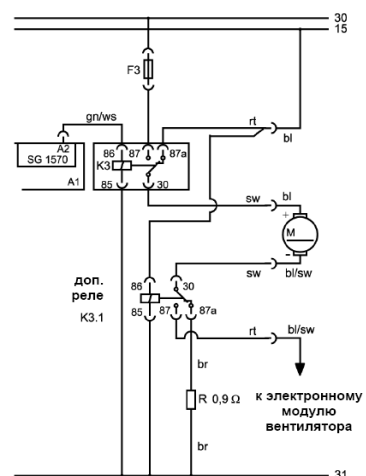 30
15
F3
gn/ws
rt
bl
A2
86 87 87a
SG 1570
K3
A1
85 30
sw bl
+
M
-
sw bl/sw
доп.
реле
K3.1
86 30
85 87 87a
rt bl/sw
br
R 0,9 Ω
к электронному
модулю
вентилятора
br
31